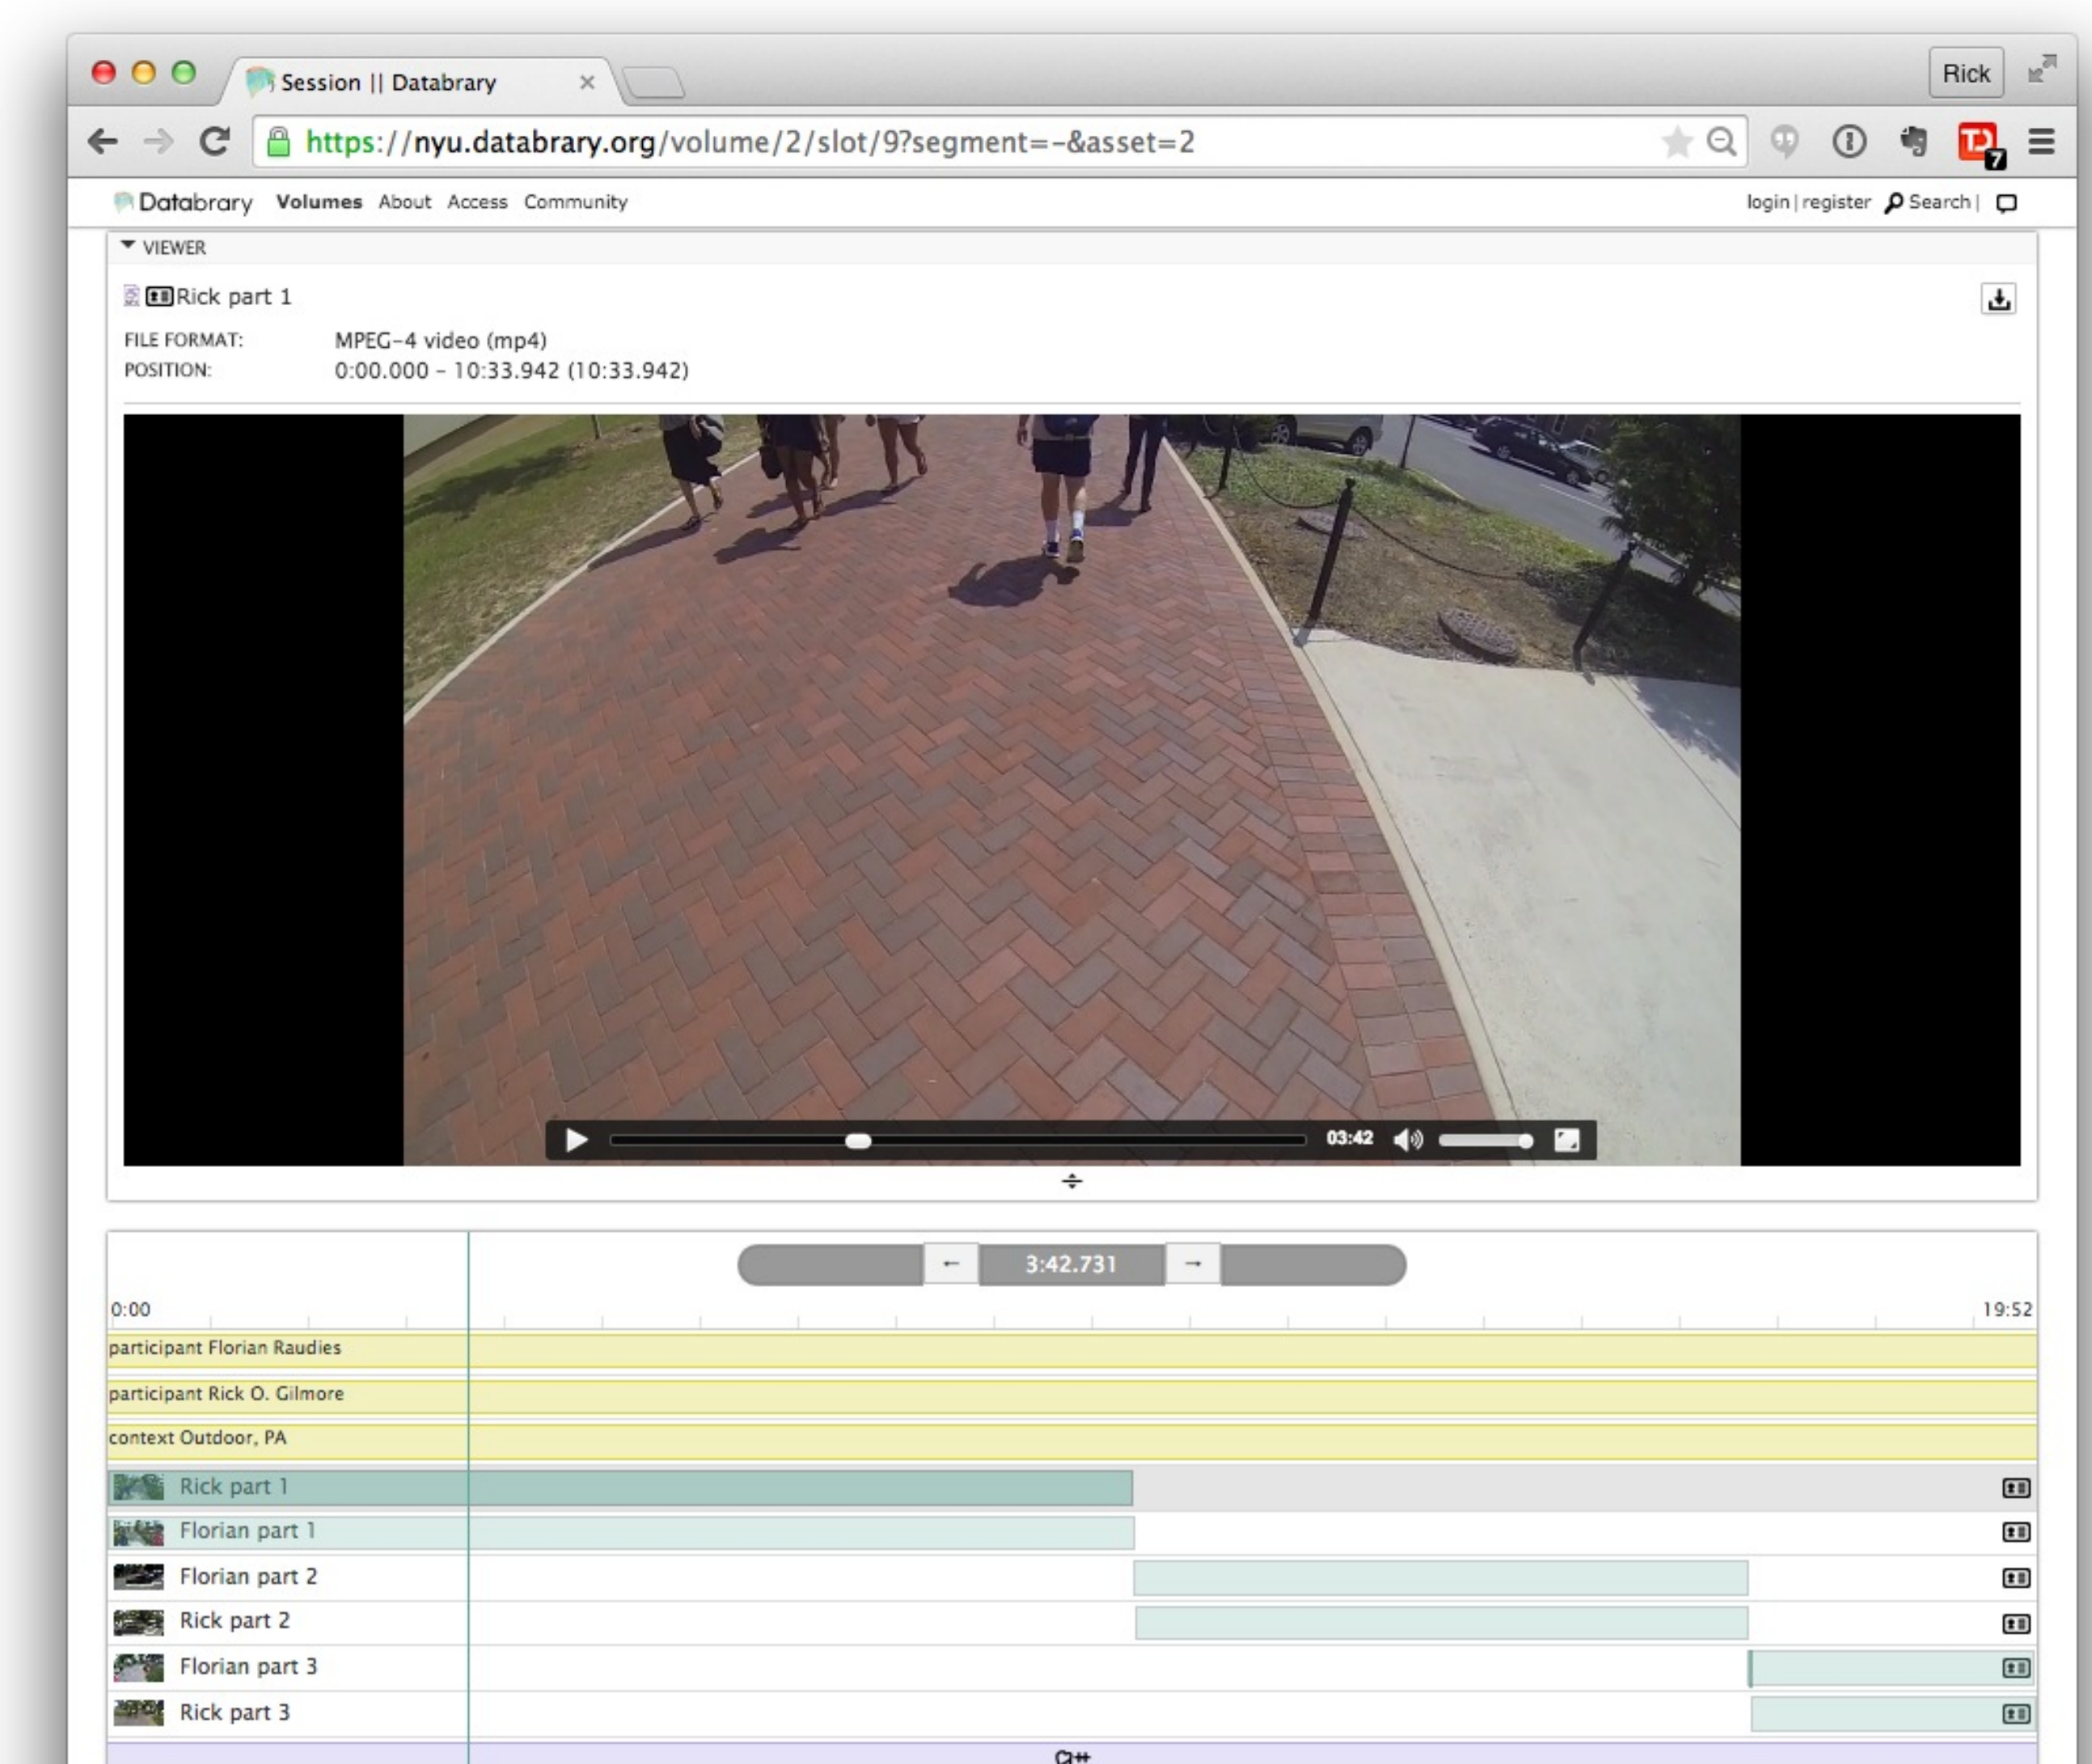 Session || Databrary
Rick
https://nyu.databrary.org/volume/2/slot/9?segment=-&asset=2
7
Databrary Volumes About Access Community login | register Search |
VIEWER
Rick part 1
FILE FORMAT: MPEG-4 video (mp4)
POSITION: 0:00.000 - 10:33.942 (10:33.942)
03:42
← 3:42.731 →
0:00 19:52
participant Florian Raudies
participant Rick O. Gilmore
context Outdoor, PA
Rick part 1
Florian part 1
Florian part 2
Rick part 2
Florian part 3
Rick part 3